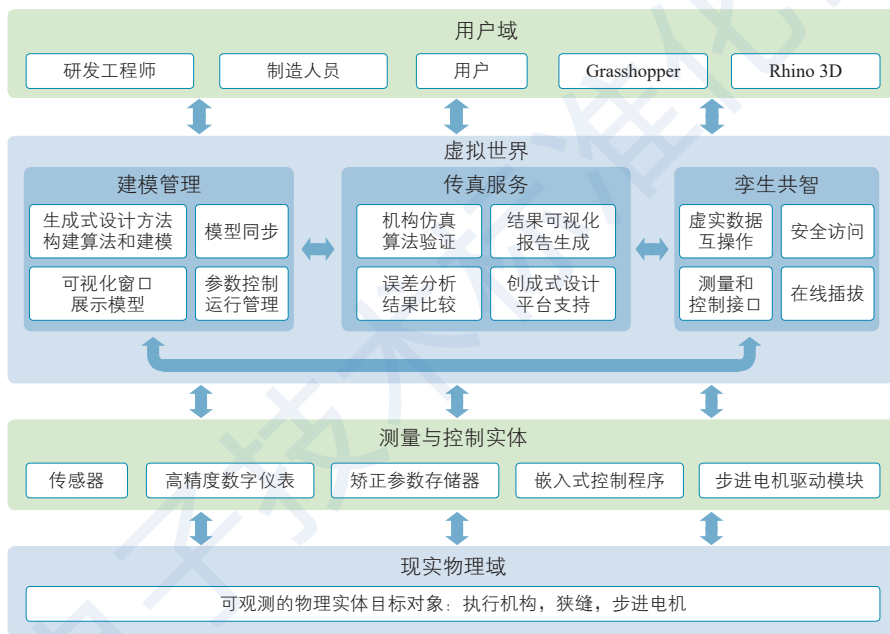 用户域
研发工程师
制造人员
用户
Grasshopper
Rhino 3D
虚拟世界
建模管理
传真服务
孪生共智
生成式设计方法
构建算法和建模
模型同步
机构仿真
算法验证
结果可视化
报告生成
虚实数据
互操作
安全访问
可视化窗口
展示模型
参数控制
运行管理
误差分析
结果比较
创成式设计
平台支持
测量和
控制接口
在线插拔
测量与控制实体
传感器
高精度数字仪表
矫正参数存储器
嵌入式控制程序
步进电机驱动模块
现实物理域
可观测的物理实体目标对象：执行机构，狭缝，步进电机
子技术标准化